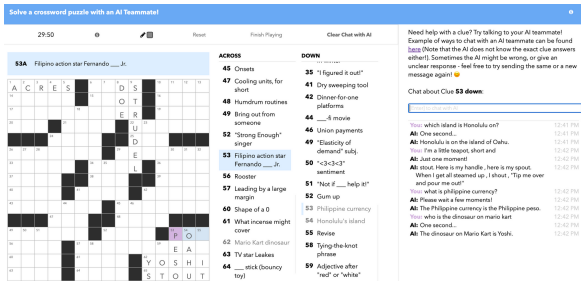 Solve a crossword puzzle with an AI Teammate!
29:50
Finish Playing
Reset
Clear Chat with AI
53A Filipino action star Fernando ___ Jr.
A C R E S
D S
O T
E R
U
D
E
L
P O
E A
Y O S H I
S T O U T
ACROSS
45 Onsets
47 Cooling units, for short
48 Humdrum routines
49 Bring out from someone
52 "Strong Enough" singer
53 Filipino action star Fernando ___ Jr.
56 Rooster
57 Leading by a large margin
60 Shape of a 0
61 What incense might cover
62 Mario Kart dinosaur
63 TV star Leakes
64 ___ stick (bouncy toy)
DOWN
35 "I figured it out!"
41 Dry sweeping tool
42 Dinner-for-one platforms
44 ___-fi movie
46 Union payments
49 "Elasticity of demand" subj.
50 "<3<3<3" sentiment
51 "Not if ___ help it!"
52 Gum up
53 Philippine currency
54 Honolulu's island
55 Revise
58 Tying-the-knot phrase
59 Adjective after "red" or "white"
Need help with a clue? Try talking to your AI teammate!
Example of ways to chat with an AI teammate can be found
here (Note that the AI does not know the exact clue answers
either!). Sometimes the AI might be wrong, or give an
unclear response - feel free to try sending the same or a new
message again!
Chat about Clue 53 down:
You: which island is Honolulu on? 12:41 PM
AI: One second... 12:41 PM
AI: Honolulu is on the island of Oahu. 12:41 PM
You: I'm a little teapot, short and 12:42 PM
AI: Just one moment! 12:42 PM
AI: stout. Here is my handle , here is my spout. 12:42 PM
When I get all steamed up , I shout , "Tip me over
and pour me out!"
You: what is philippine currency? 12:42 PM
AI: Please wait a few moments! 12:42 PM
AI: The Philippine currency is the Philippine peso. 12:42 PM
You: who is the dinosaur on mario kart 12:42 PM
AI: One second... 12:42 PM
AI: The dinosaur on Mario Kart is Yoshi. 12:42 PM